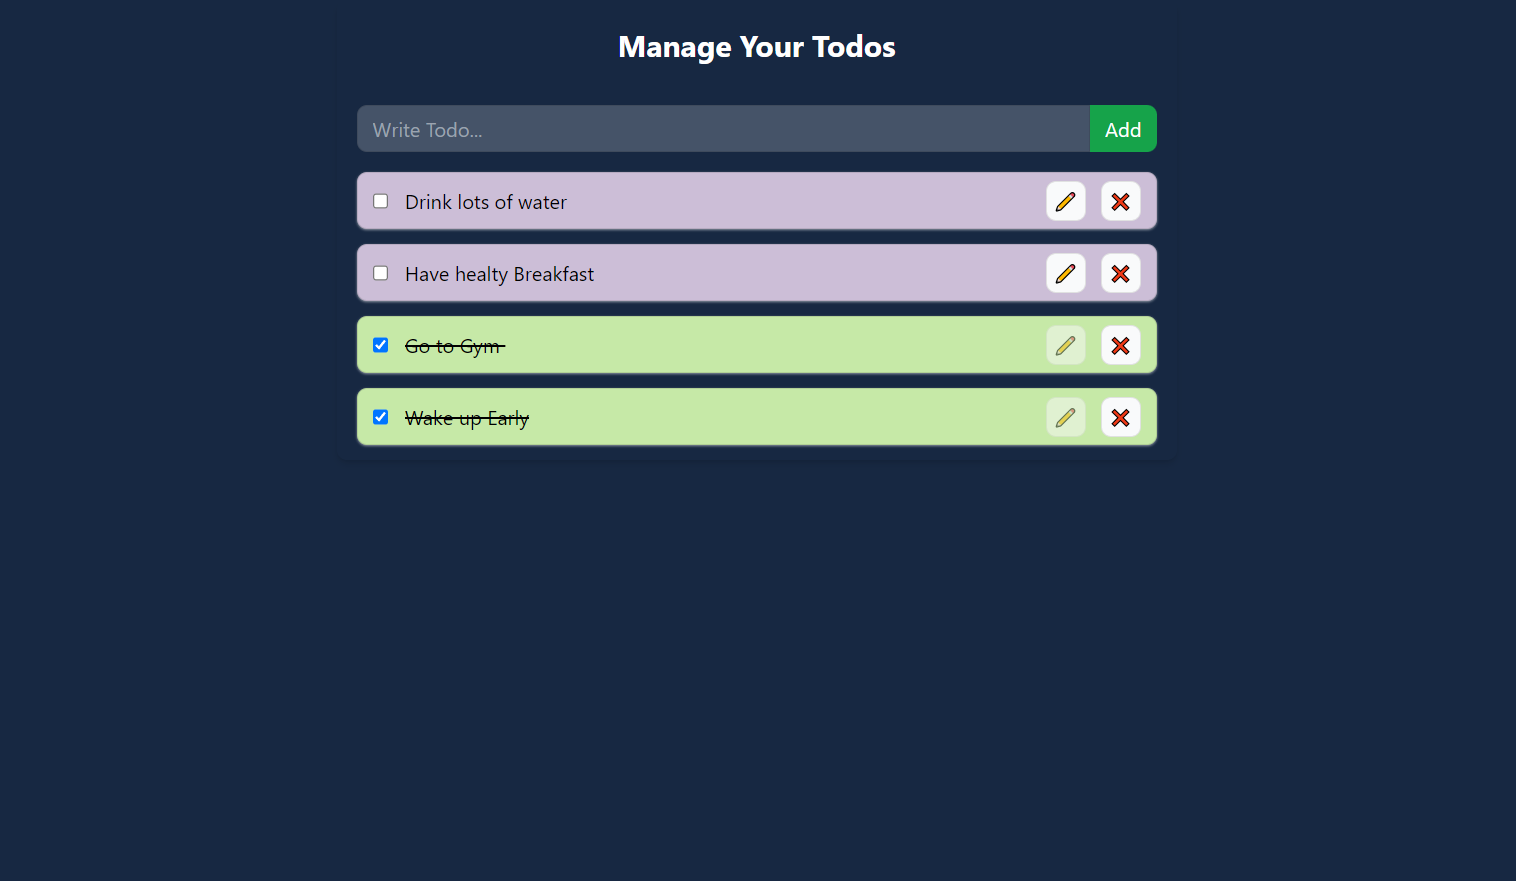 Manage Your Todos
Write Todo...
Add
Drink lots of water
Have healty Breakfast
Go to Gym
Wake up Early